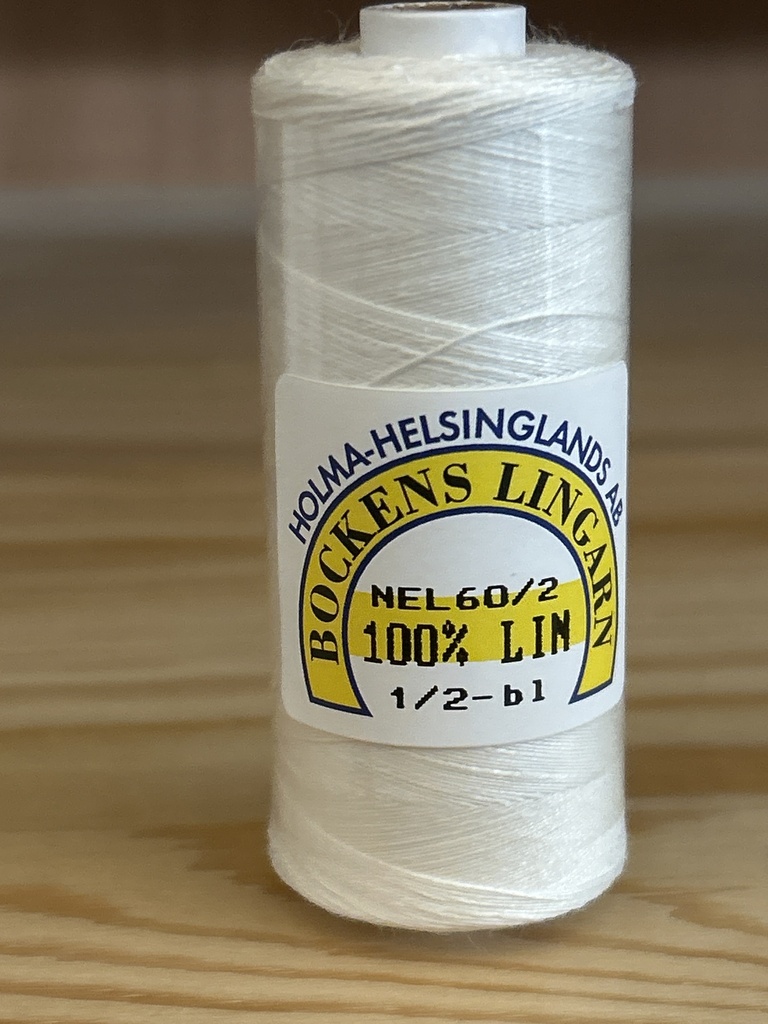 HOLMA-HELSINGLANDS AB
BOCKENS LINGARN
NEL60/2
100% LIN
1/2-bl